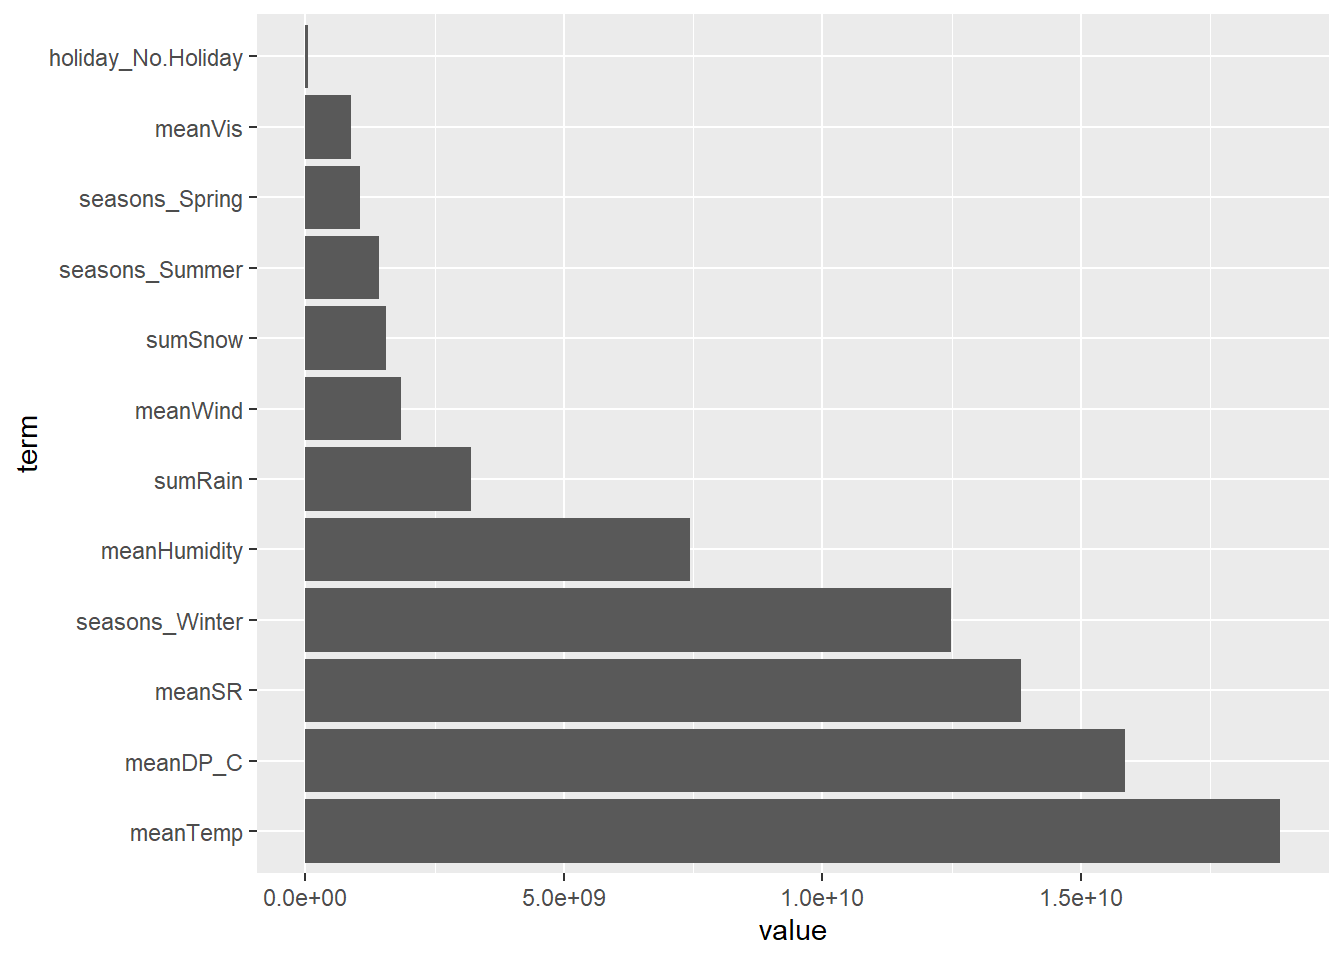 holiday_No.Holiday
meanVis
seasons_Spring
seasons_Summer
sumSnow
meanWind
sumRain
meanHumidity
seasons_Winter
meanSR
meanDP_C
meanTemp
term
0.0e+00 5.0e+09 1.0e+10 1.5e+10
value